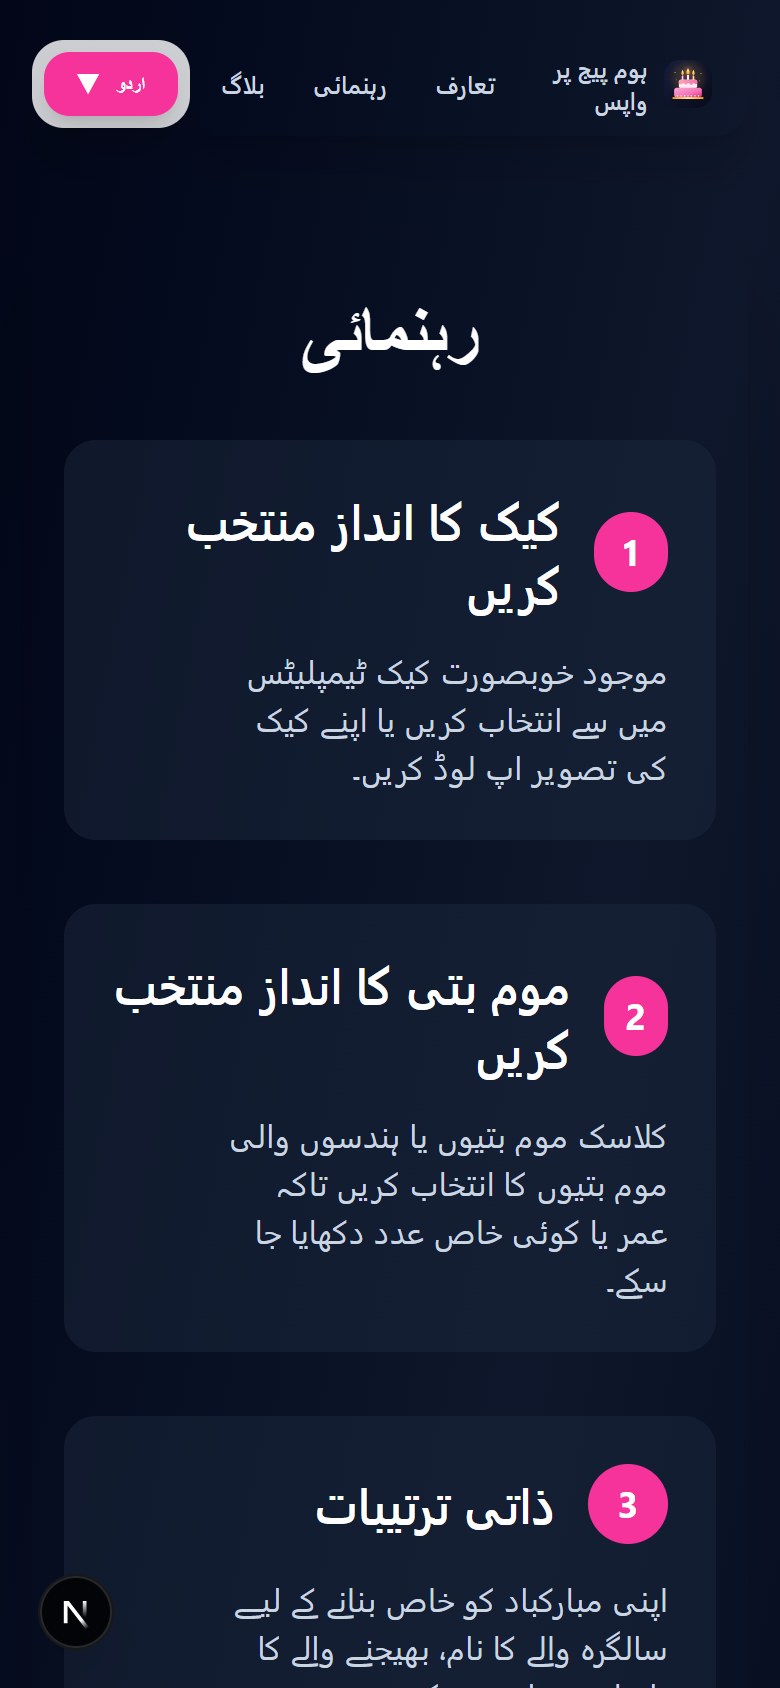 ہوم پیج پر
واپس
تعارف
رہنمائی
بلاگ
اردو
رہنمائی
1
کیک کا انداز منتخب
کریں
موجود خوبصورت کیک ٹیمپلیٹس
میں سے انتخاب کریں یا اپنے کیک
کی تصویر اپ لوڈ کریں۔
2
موم بتی کا انداز منتخب
کریں
کلاسک موم بتیوں یا ہندسوں والی
موم بتیوں کا انتخاب کریں تاکہ
عمر یا کوئی خاص عدد دکھایا جا
سکے۔
3
ذاتی ترتیبات
اپنی مبارکباد کو خاص بنانے کے لیے
سالگرہ والے کا نام، بھیجنے والے کا
N